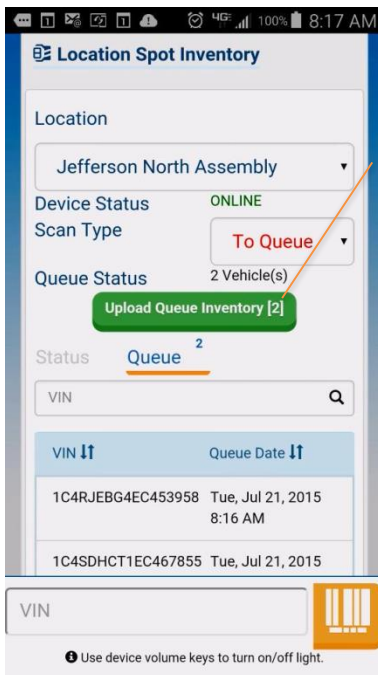 4G 100% 8:17 AM
Location Spot Inventory
Location
Jefferson North Assembly
Device Status ONLINE
Scan Type To Queue
Queue Status 2 Vehicle(s)
Upload Queue Inventory [2]
Status Queue 2
VIN
VIN Queue Date
1C4RJEBG4EC453958 Tue, Jul 21, 2015
8:16 AM
1C4SDHCT1EC467855 Tue, Jul 21, 2015
VIN
Use device volume keys to turn on/off light.